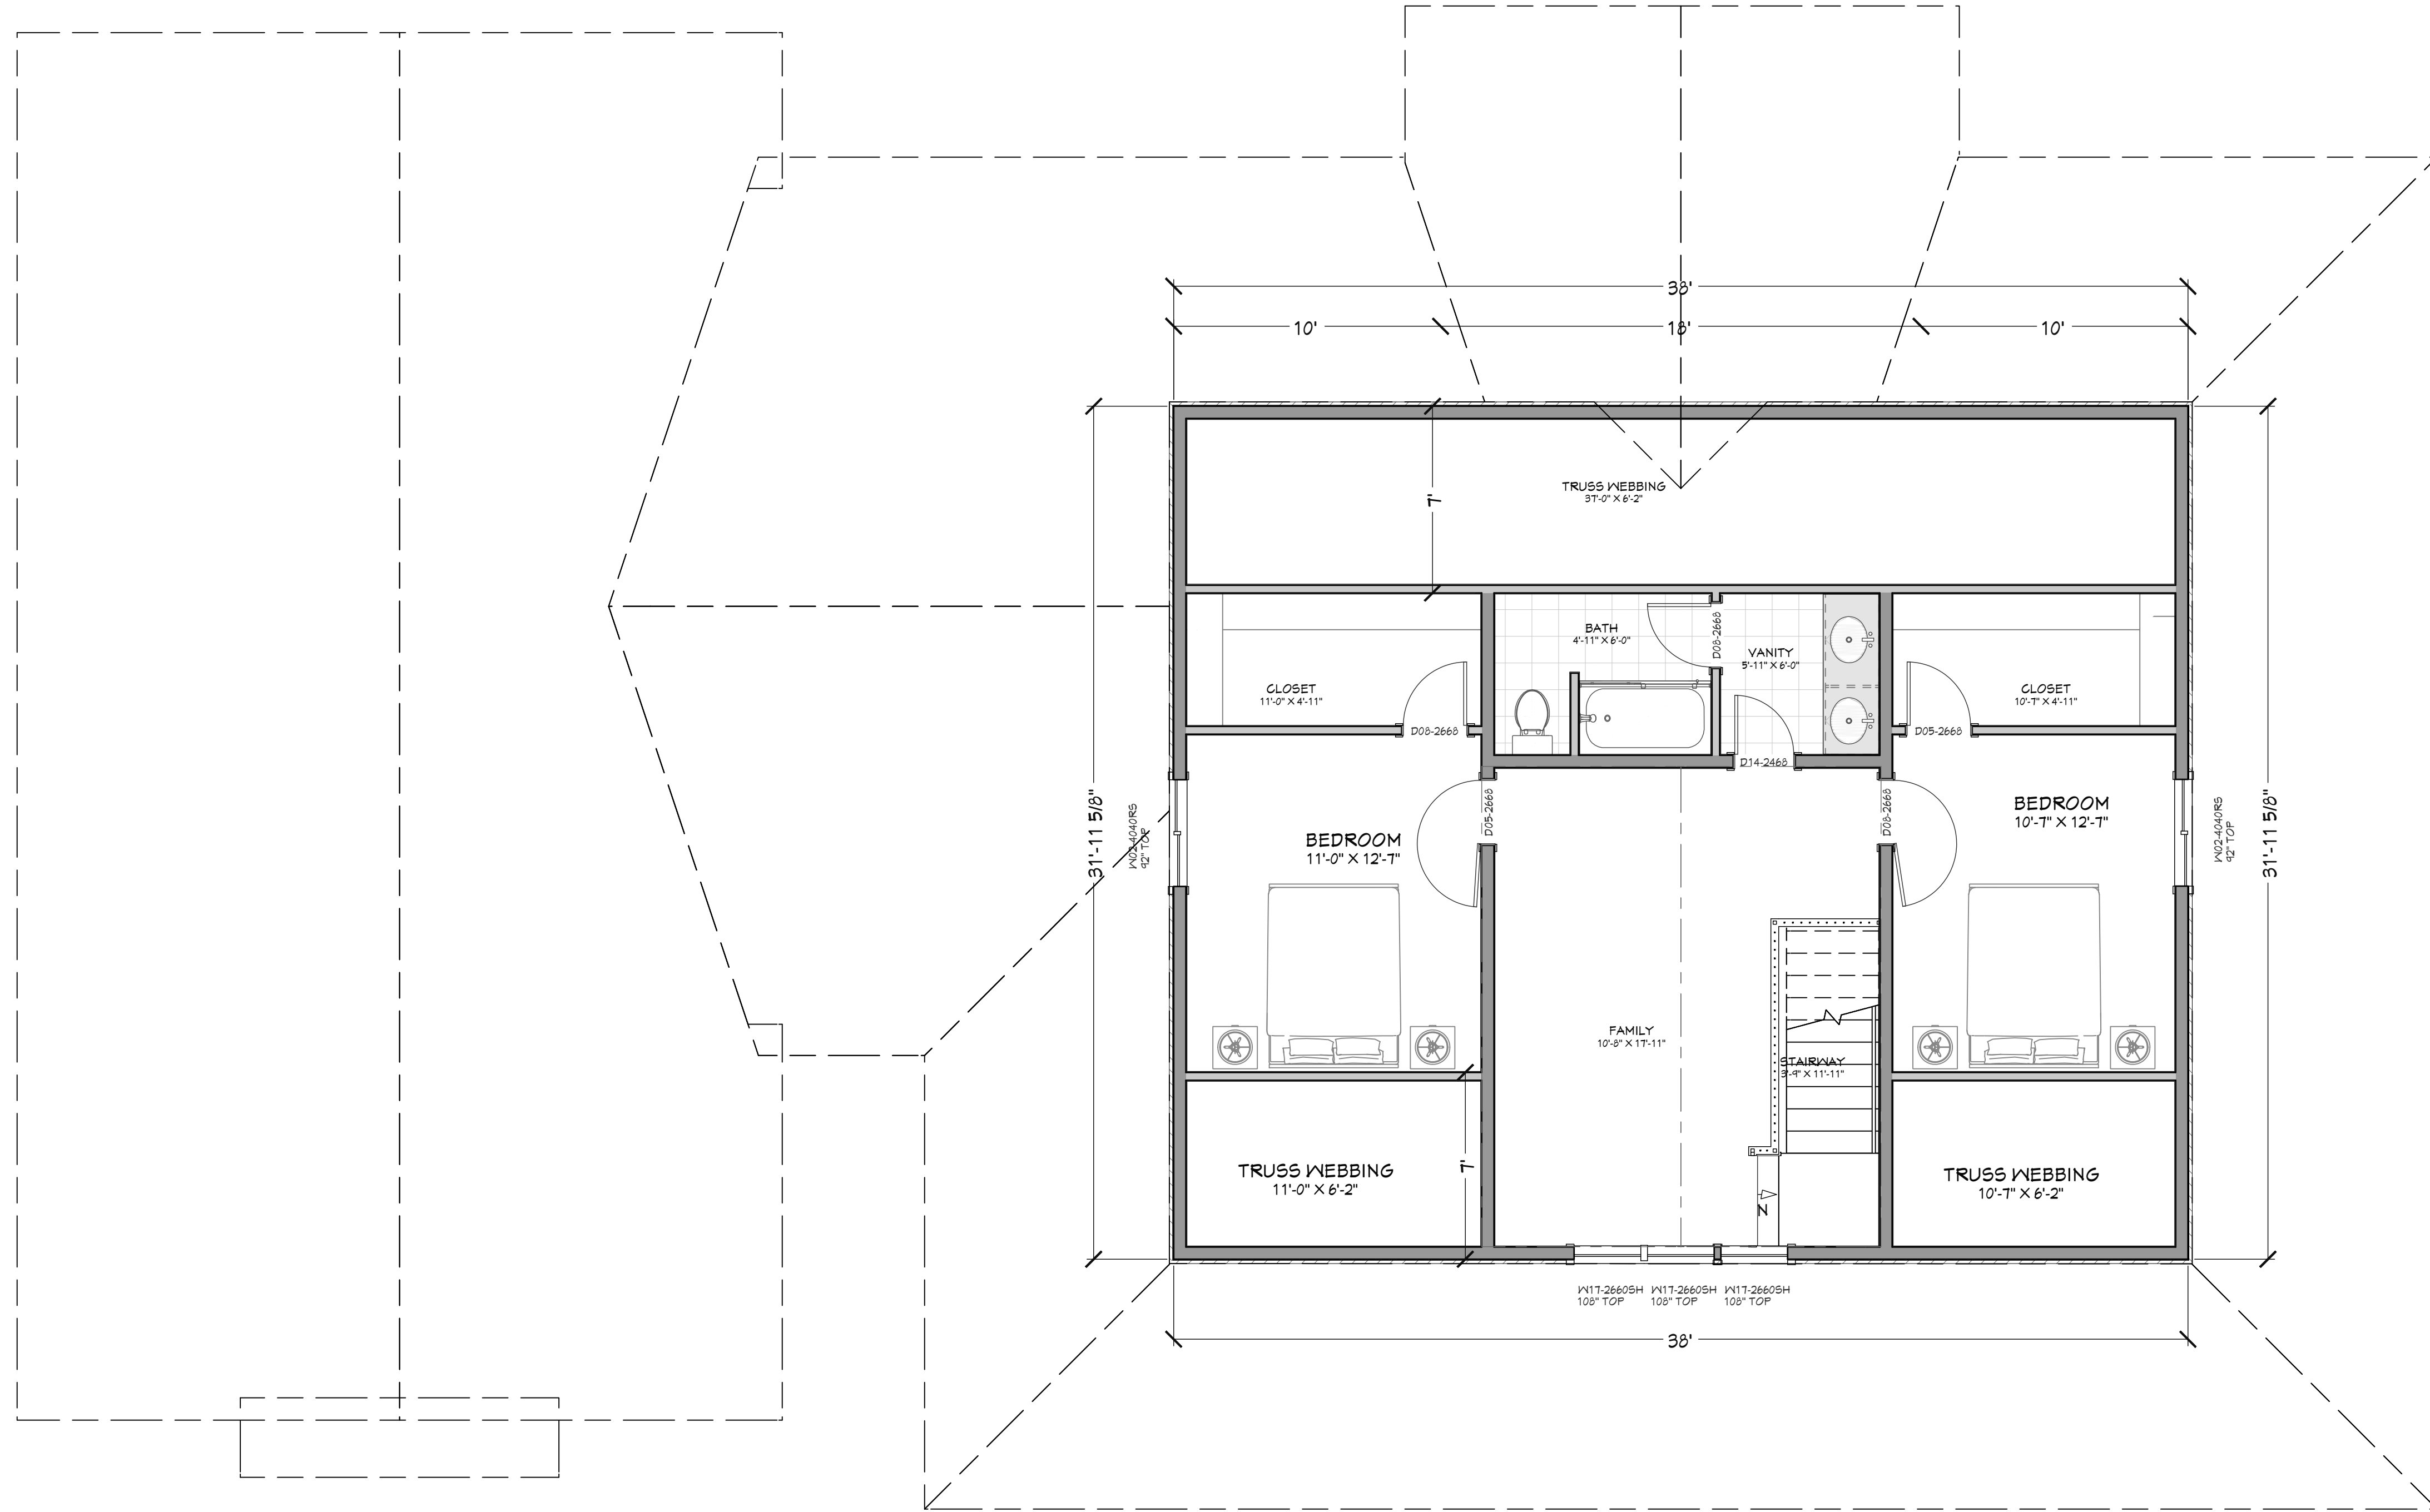 38'
10'
18'
10'
TRUSS WEBBING
37'-0" X 6'-2"
7'
BATH
4'-11" X 6'-0"
D08-2668
VANITY
5'-11" X 6'-0"
CLOSET
11'-0" X 4'-11"
D08-2668
CLOSET
10'-7" X 4'-11"
D05-2668
D14-2468
31'-11 5/8"
W02-4040RS
92" TOP
BEDROOM
11'-0" X 12'-7"
D05-2668
D08-2668
BEDROOM
10'-7" X 12'-7"
W02-4040RS
92" TOP
31'-11 5/8"
FAMILY
10'-8" X 17'-11"
STAIRWAY
3'-9" X 11'-11"
TRUSS WEBBING
11'-0" X 6'-2"
7'
TRUSS WEBBING
10'-7" X 6'-2"
N
W17-2660SH
108" TOP
W17-2660SH
108" TOP
W17-2660SH
108" TOP
38'